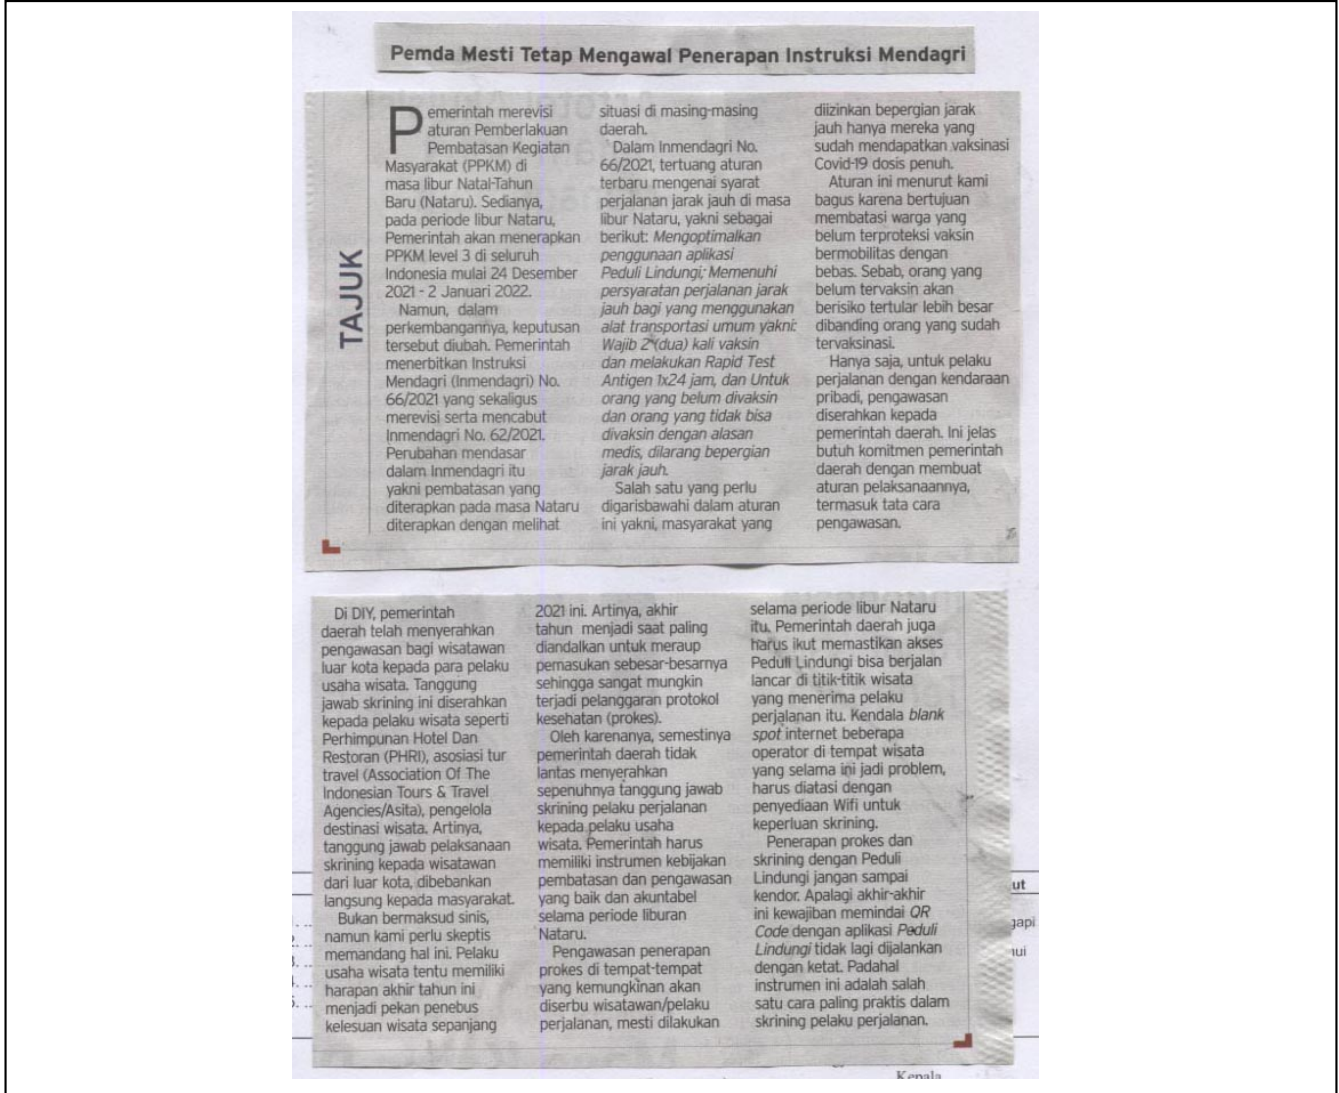 Pemda Mesti Tetap Mengawal Penerapan Instruksi Mendagri
TAJUK
Pemerintah merevisi
aturan Pemberlakuan
Pembatasan Kegiatan
Masyarakat (PPKM) di
masa libur Natal-Tahun
Baru (Nataru). Sedianya,
pada periode libur Nataru,
Pemerintah akan menerapkan
PPKM level 3 di seluruh
Indonesia mulai 24 Desember
2021 - 2 Januari 2022.
Namun, dalam
perkembangannya, keputusan
tersebut diubah. Pemerintah
menerbitkan Instruksi
Mendagri (Inmendagri) No.
66/2021 yang sekaligus
merevisi serta mencabut
Inmendagri No. 62/2021.
Perubahan mendasar
dalam Inmendagri itu
yakni pembatasan yang
diterapkan pada masa Nataru
diterapkan dengan melihat
situasi di masing-masing
daerah.
Dalam Inmendagri No.
66/2021, tertuang aturan
terbaru mengenai syarat
perjalanan jarak jauh di masa
libur Nataru, yakni sebagai
berikut: Mengoptimalkan
penggunaan aplikasi
Peduli Lindungi; Memenuhi
persyaratan perjalanan jarak
jauh bagi yang menggunakan
alat transportasi umum yakni:
Wajib 2 (dua) kali vaksin
dan melakukan Rapid Test
Antigen 1x24 jam, dan Untuk
orang yang belum divaksin
dan orang yang tidak bisa
divaksin dengan alasan
medis, dilarang bepergian
jarak jauh.
Salah satu yang perlu
digarisbawahi dalam aturan
ini yakni, masyarakat yang
diizinkan bepergian jarak
jauh hanya mereka yang
sudah mendapatkan vaksinasi
Covid-19 dosis penuh.
Aturan ini menurut kami
bagus karena bertujuan
membatasi warga yang
belum terproteksi vaksin
bermobilitas dengan
bebas. Sebab, orang yang
belum tervaksin akan
berisiko tertular lebih besar
dibanding orang yang sudah
tervaksinasi.
Hanya saja, untuk pelaku
perjalanan dengan kendaraan
pribadi, pengawasan
diserahkan kepada
pemerintah daerah. Ini jelas
butuh komitmen pemerintah
daerah dengan membuat
aturan pelaksanaannya,
termasuk tata cara
pengawasan.
Di DIY, pemerintah
daerah telah menyerahkan
pengawasan bagi wisatawan
luar kota kepada para pelaku
usaha wisata. Tanggung
jawab skrining ini diserahkan
kepada pelaku wisata seperti
Perhimpunan Hotel Dan
Restoran (PHRI), asosiasi tur
travel (Association Of The
Indonesian Tours & Travel
Agencies/Asita), pengelola
destinasi wisata. Artinya,
tanggung jawab pelaksanaan
skrining kepada wisatawan
dari luar kota, dibebankan
langsung kepada masyarakat.
Bukan bermaksud sinis,
namun kami perlu skeptis
memandang hal ini. Pelaku
usaha wisata tentu memiliki
harapan akhir tahun ini
menjadi pekan penebus
kelesuan wisata sepanjang
2021 ini. Artinya, akhir
tahun menjadi saat paling
diandalkan untuk meraup
pemasukan sebesar-besarnya
sehingga sangat mungkin
terjadi pelanggaran protokol
kesehatan (prokes).
Oleh karenanya, semestinya
pemerintah daerah tidak
lantas menyerahkan
sepenuhnya tanggung jawab
skrining pelaku perjalanan
kepada pelaku usaha
wisata. Pemerintah harus
memiliki instrumen kebijakan
pembatasan dan pengawasan
yang baik dan akuntabel
selama periode liburan
Nataru.
Pengawasan penerapan
prokes di tempat-tempat
yang kemungkinan akan
diserbu wisatawan/pelaku
perjalanan, mesti dilakukan
selama periode libur Nataru
itu. Pemerintah daerah juga
harus ikut memastikan akses
Peduli Lindungi bisa berjalan
lancar di titik-titik wisata
yang menerima pelaku
perjalanan itu. Kendala blank
spot internet beberapa
operator di tempat wisata
yang selama ini jadi problem,
harus diatasi dengan
penyediaan Wifi untuk
keperluan skrining.
Penerapan prokes dan
skrining dengan Peduli
Lindungi jangan sampai
kendor. Apalagi akhir-akhir
ini kewajiban memindai QR
Code dengan aplikasi Peduli
Lindungi tidak lagi dijalankan
dengan ketat. Padahal
instrumen ini adalah salah
satu cara paling praktis dalam
skrining pelaku perjalanan.